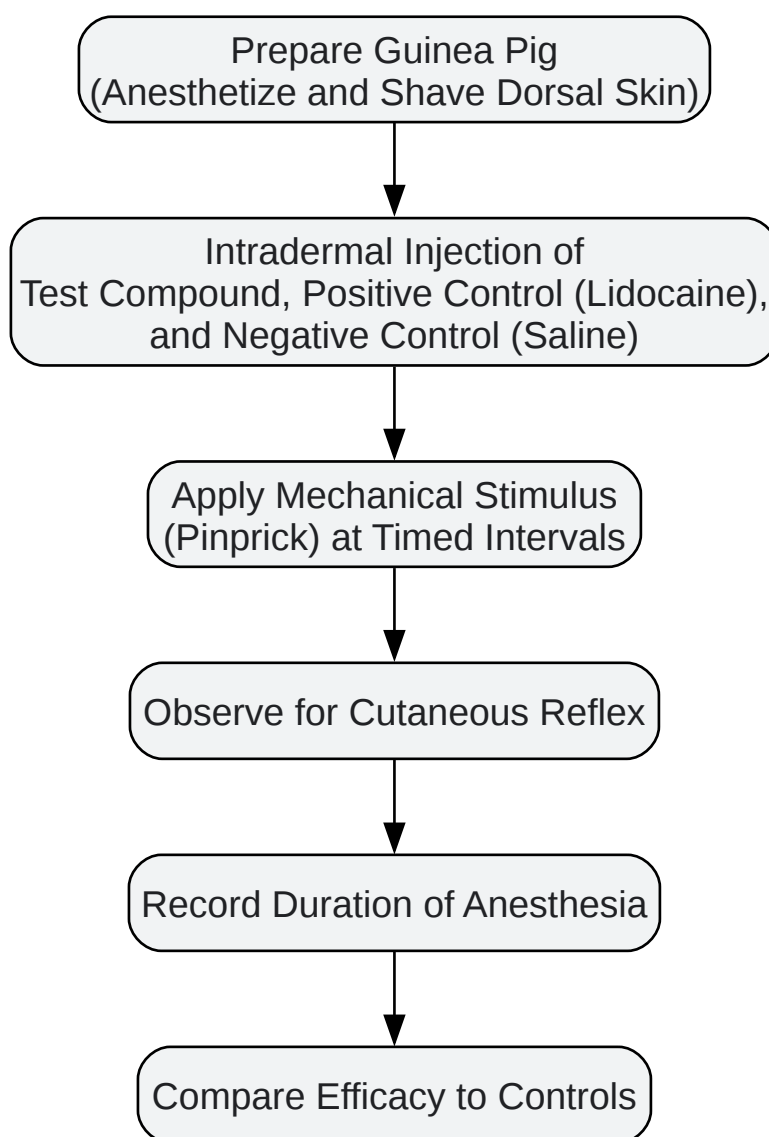 Prepare Guinea Pig
(Anesthetize and Shave Dorsal Skin)
Intradermal Injection of
Test Compound, Positive Control (Lidocaine),
and Negative Control (Saline)
Apply Mechanical Stimulus
(Pinprick) at Timed Intervals
Observe for Cutaneous Reflex
Record Duration of Anesthesia
Compare Efficacy to Controls